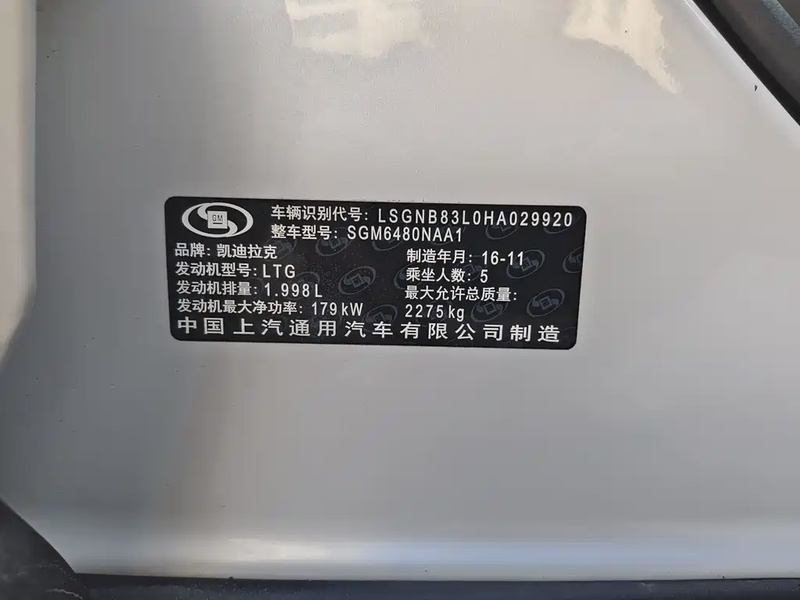 GM
车辆识别代号: LSGNB83L0HA029920
整车型号: SGM6480NAA1
品牌: 凯迪拉克
制造年月: 16-11
发动机型号: LTG
乘坐人数: 5
发动机排量: 1.998L
最大允许总质量:
发动机最大净功率: 179kW
2275kg
中国上汽通用汽车有限公司制造